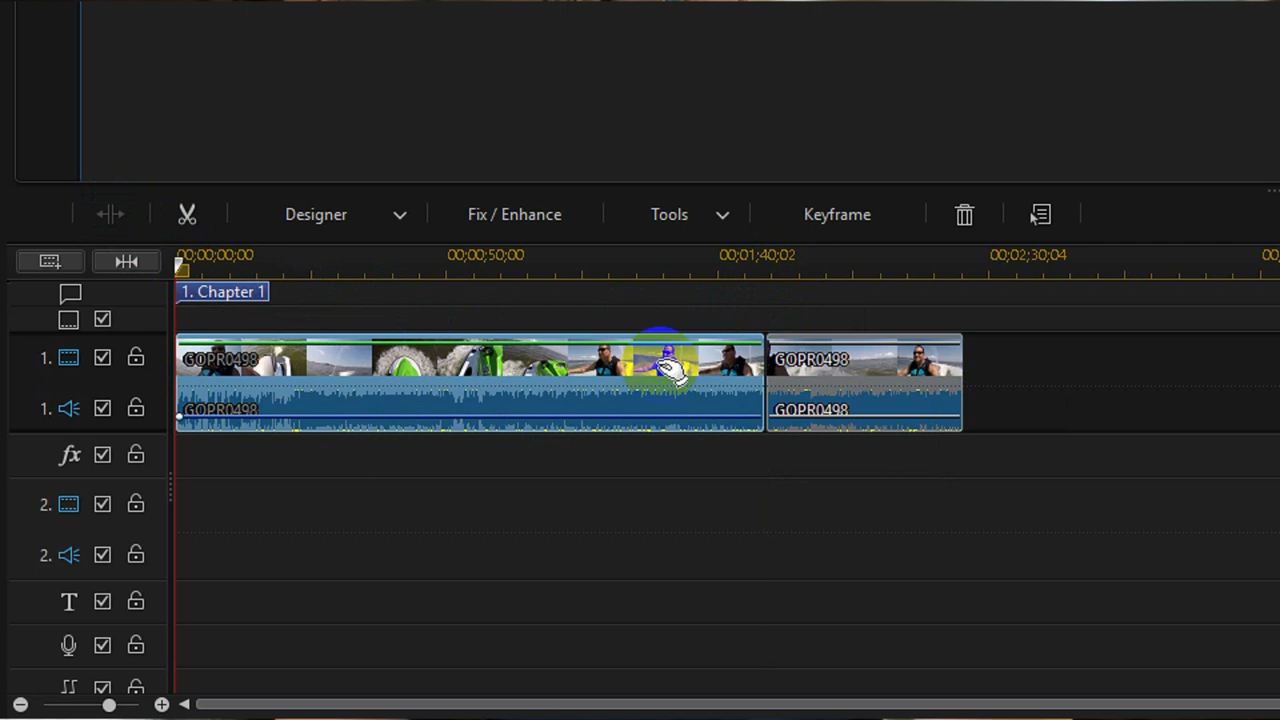 Designer Fix / Enhance Tools Keyframe
00;00;00;00 00;00;50;00 00;01;40;02 00;02;30;04 00;
1. Chapter 1
1. GOPR0498 GOPR0498
1. GOPR0498 GOPR0498
fx
2.
2.
T